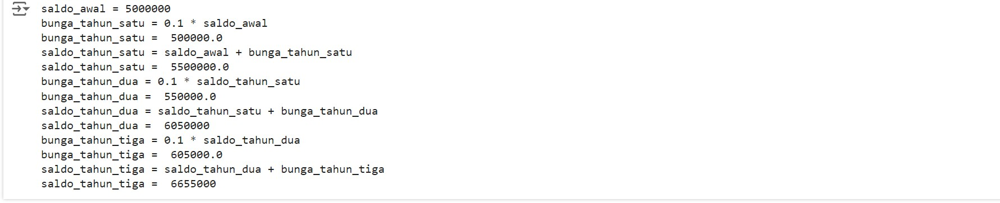 saldo_awal = 5000000
bunga_tahun_satu = 0.1 * saldo_awal
bunga_tahun_satu =  500000.0
saldo_tahun_satu = saldo_awal + bunga_tahun_satu
saldo_tahun_satu =  5500000.0
bunga_tahun_dua = 0.1 * saldo_tahun_satu
bunga_tahun_dua =  550000.0
saldo_tahun_dua = saldo_tahun_satu + bunga_tahun_dua
saldo_tahun_dua =  6050000
bunga_tahun_tiga = 0.1 * saldo_tahun_dua
bunga_tahun_tiga =  605000.0
saldo_tahun_tiga = saldo_tahun_dua + bunga_tahun_tiga
saldo_tahun_tiga =  6655000